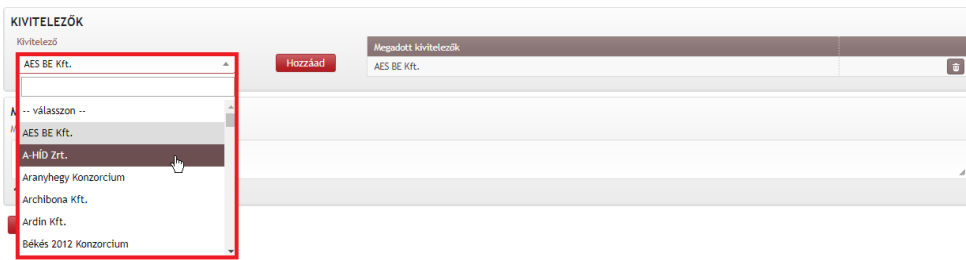 KIVITELEZŐK
Kivitelező
AES BE Kft.
Hozzáad
Megadott kivitelezők
AES BE Kft.
-- válasszon --
AES BE Kft.
A-HÍD Zrt.
Aranyhegy Konzorcium
Archibona Kft.
Ardin Kft.
Békés 2012 Konzorcium